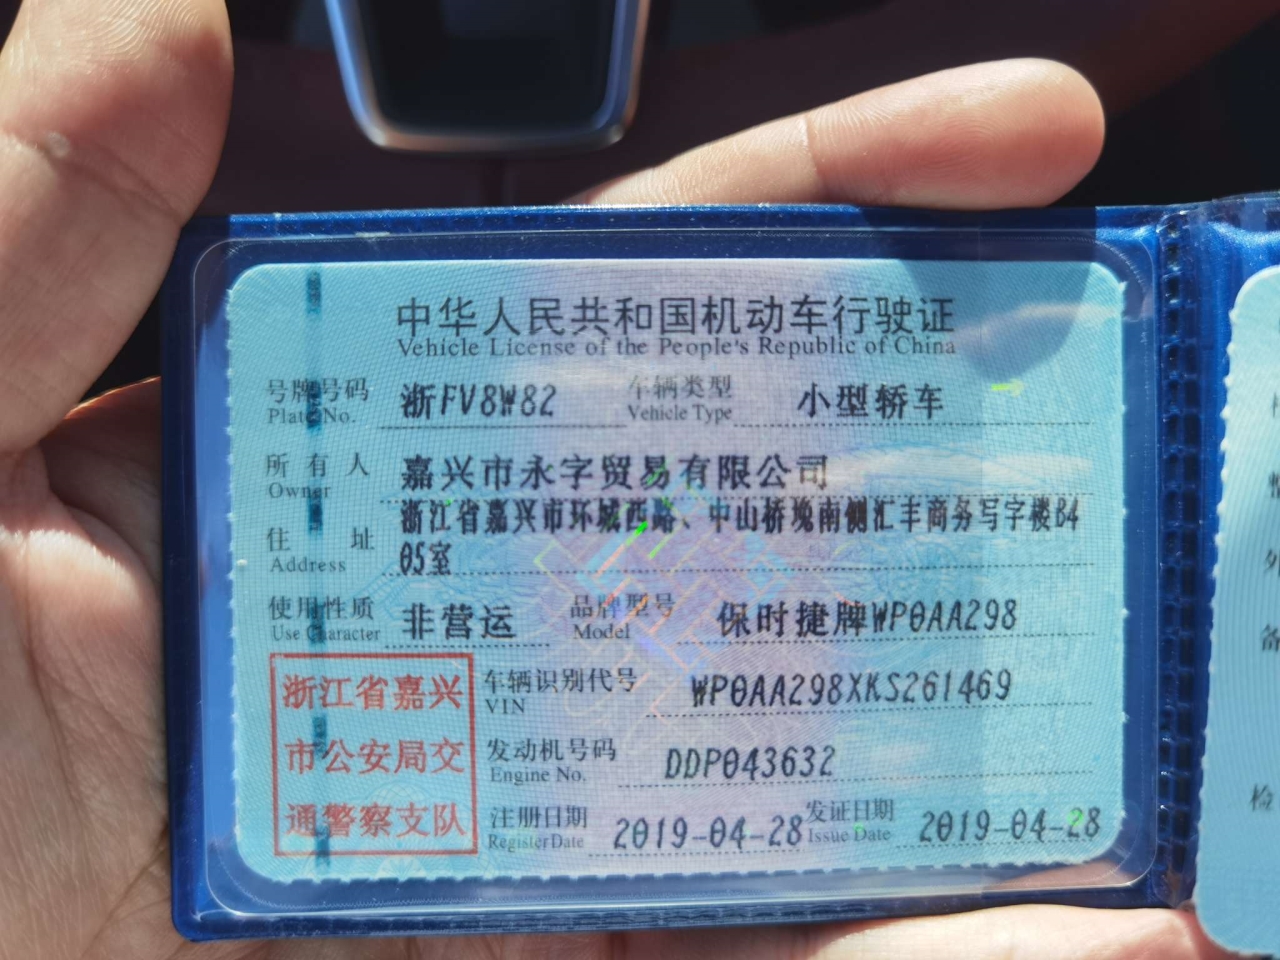 中华人民共和国机动车行驶证
Vehicle License of the People's Republic of China
号牌号码 浙FV8W82 车辆类型 小型轿车
Plate No. Vehicle Type
所有人 嘉兴市永字贸易有限公司
Owner
住址 浙江省嘉兴市环城西路、中山桥堍南侧汇丰商务写字楼B4
Address 05室
使用性质 非营运 品牌型号 保时捷牌WP0AA298
Use Character Model
浙江省嘉兴
市公安局交
通警察支队
车辆识别代号 WP0AA298XKS261469
VIN
发动机号码 DDP043632
Engine No.
注册日期 2019-04-28 发证日期 2019-04-28
Register Date Issue Date
检